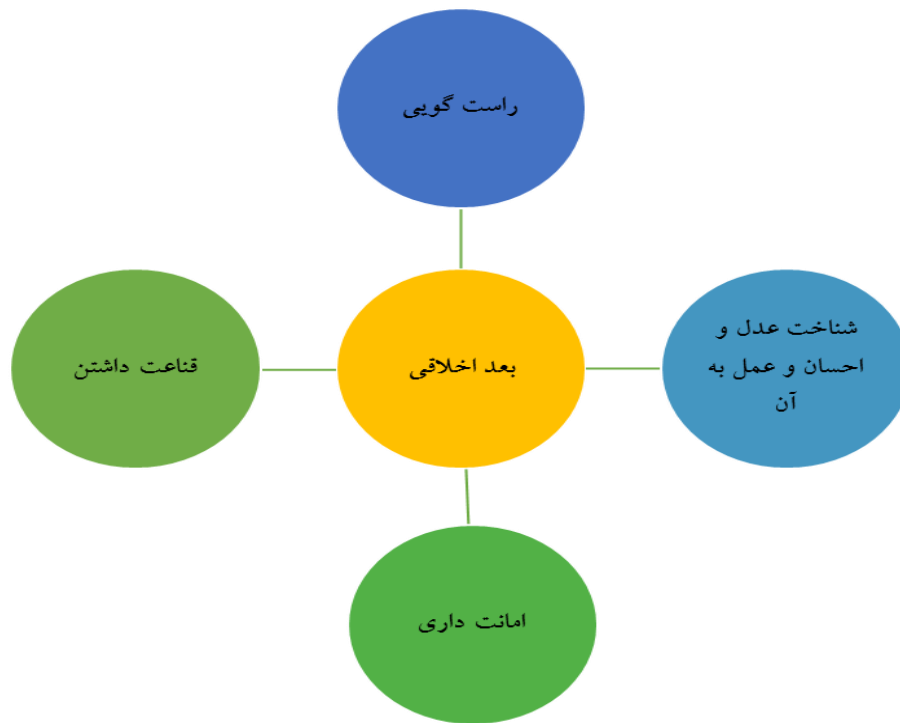 راست گویی
شناخت عدل و
احسان و عمل به
آن
بعد اخلاقی
قناعت داشتن
امانت داری